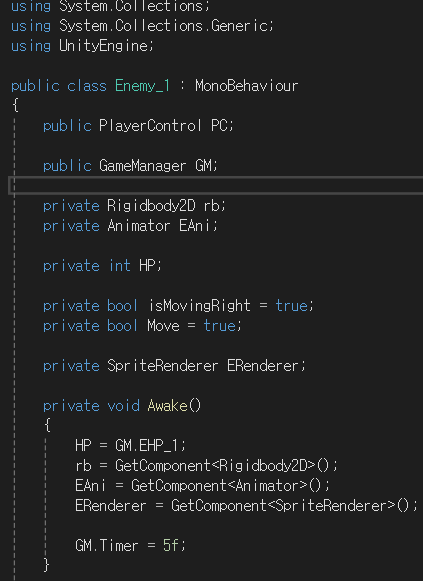 using System.Collections;
using System.Collections.Generic;
using UnityEngine;

public class Enemy_1 : MonoBehaviour
{
    public PlayerControl PC;

    public GameManager GM;

    private Rigidbody2D rb;
    private Animator EAni;

    private int HP;

    private bool isMovingRight = true;
    private bool Move = true;

    private SpriteRenderer ERenderer;

    private void Awake()
    {
        HP = GM.EHP_1;
        rb = GetComponent<Rigidbody2D>();
        EAni = GetComponent<Animator>();
        ERenderer = GetComponent<SpriteRenderer>();

        GM.Timer = 5f;
    }